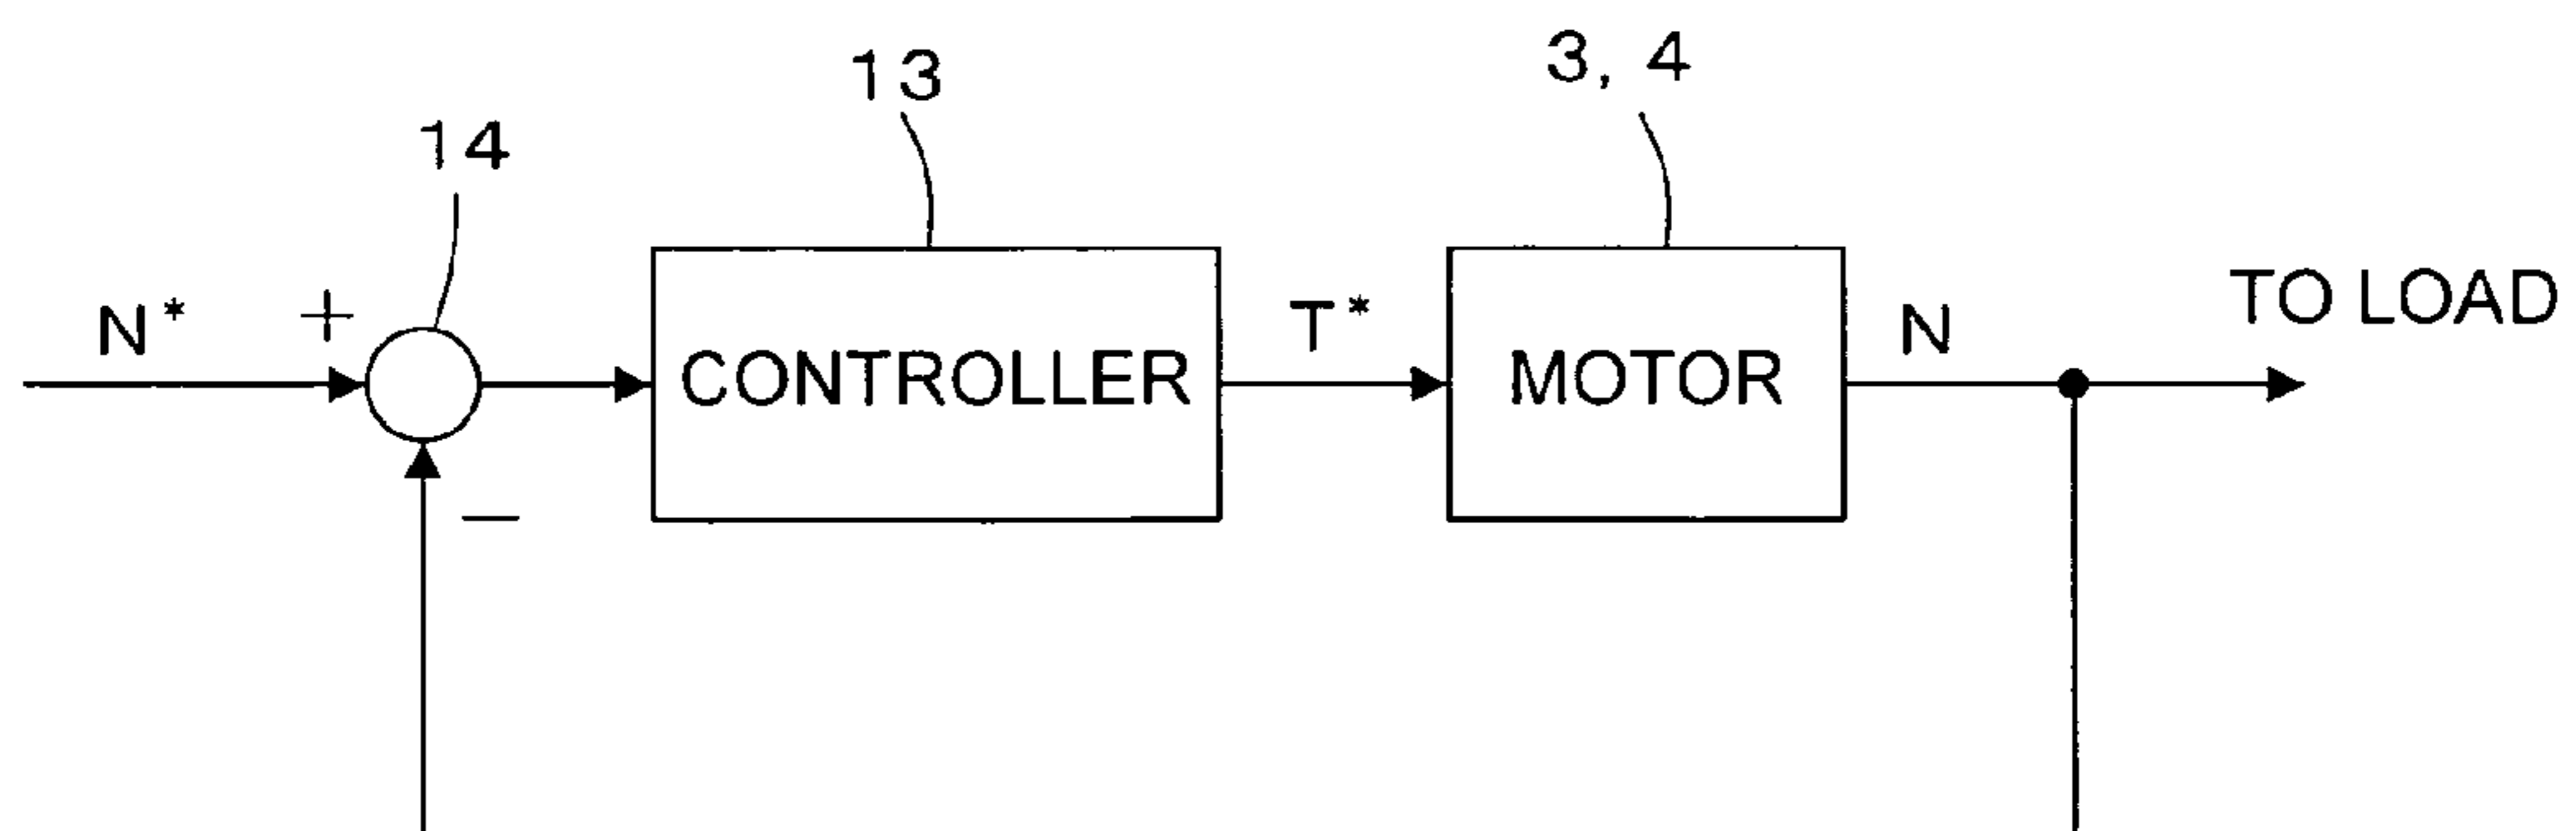 3, 4
13
14
TO LOAD
N* + T* N
CONTROLLER MOTOR
−